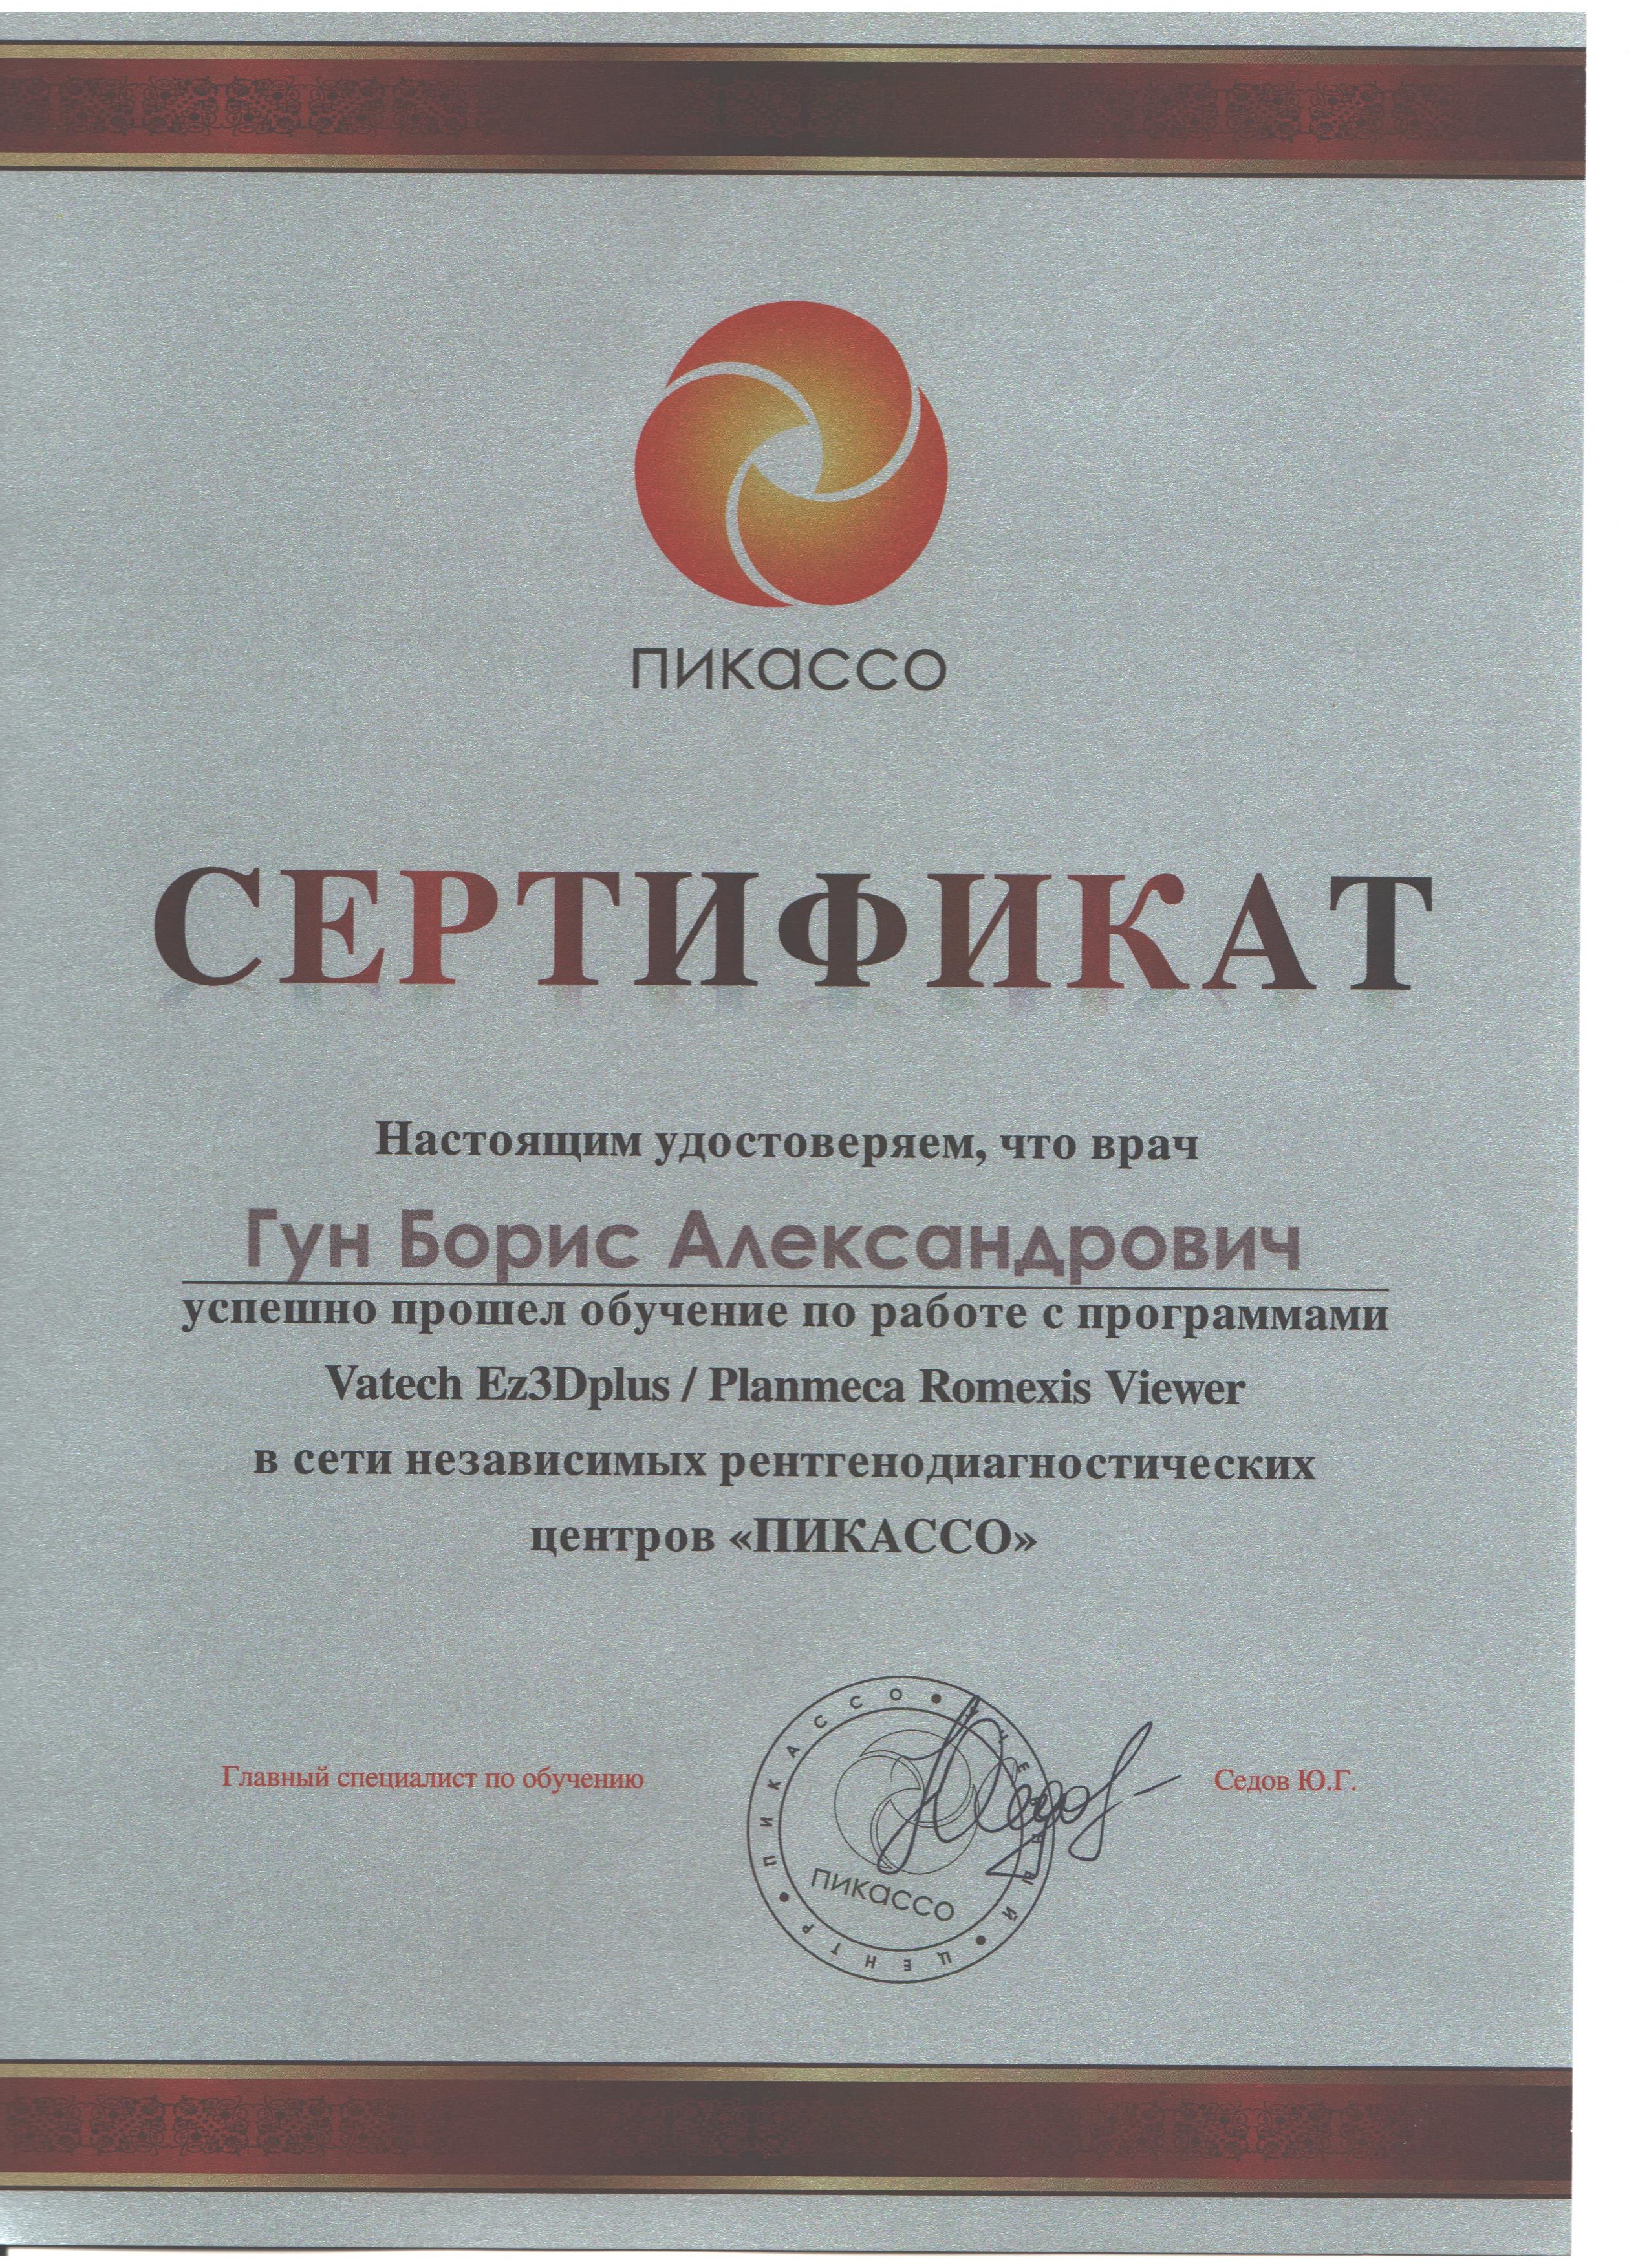 пикассо
СЕРТИФИКАТ
Настоящим удостоверяем, что врач
Гун Борис Александрович
успешно прошел обучение по работе с программами
Vatech Ez3Dplus / Planmeca Romexis Viewer
в сети независимых рентгенодиагностических
центров «ПИКАССО»
Главный специалист по обучению
Седов Ю.Г.
ПИКАССО • УЧЕБНЫЙ • ЦЕНТР •
пикассо